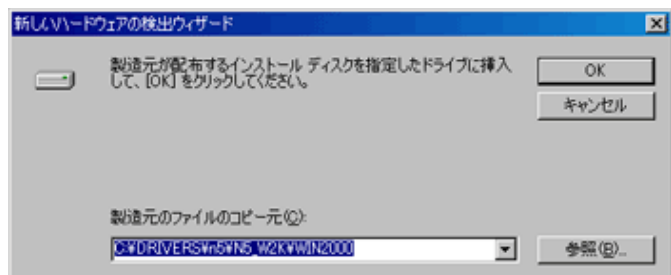 新しいハードウェアの検出ウィザード
製造元が配布するインストール ディスクを指定したドライブに挿入
して、[OK] をクリックしてください。
OK
キャンセル
製造元のファイルのコピー元(C):
C:¥DRIVERS¥n5¥N5_W2K¥WIN2000
参照(B)...